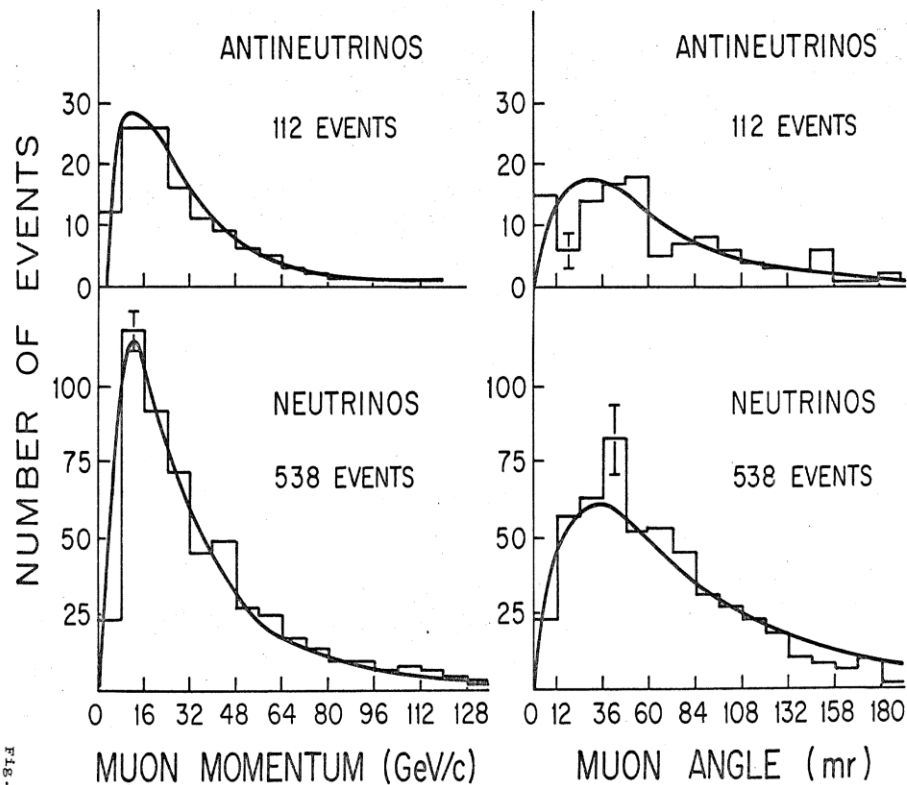 ANTINEUTRINOS
112 EVENTS
30
20
10
0
ANTINEUTRINOS
112 EVENTS
30
20
10
0
NUMBER OF EVENTS
NEUTRINOS
538 EVENTS
100
75
50
25
0 16 32 48 64 80 96 112 128
MUON MOMENTUM (GeV/c)
NEUTRINOS
538 EVENTS
100
75
50
25
0 12 36 60 84 108 132 158 180
MUON ANGLE (mr)
Fig.